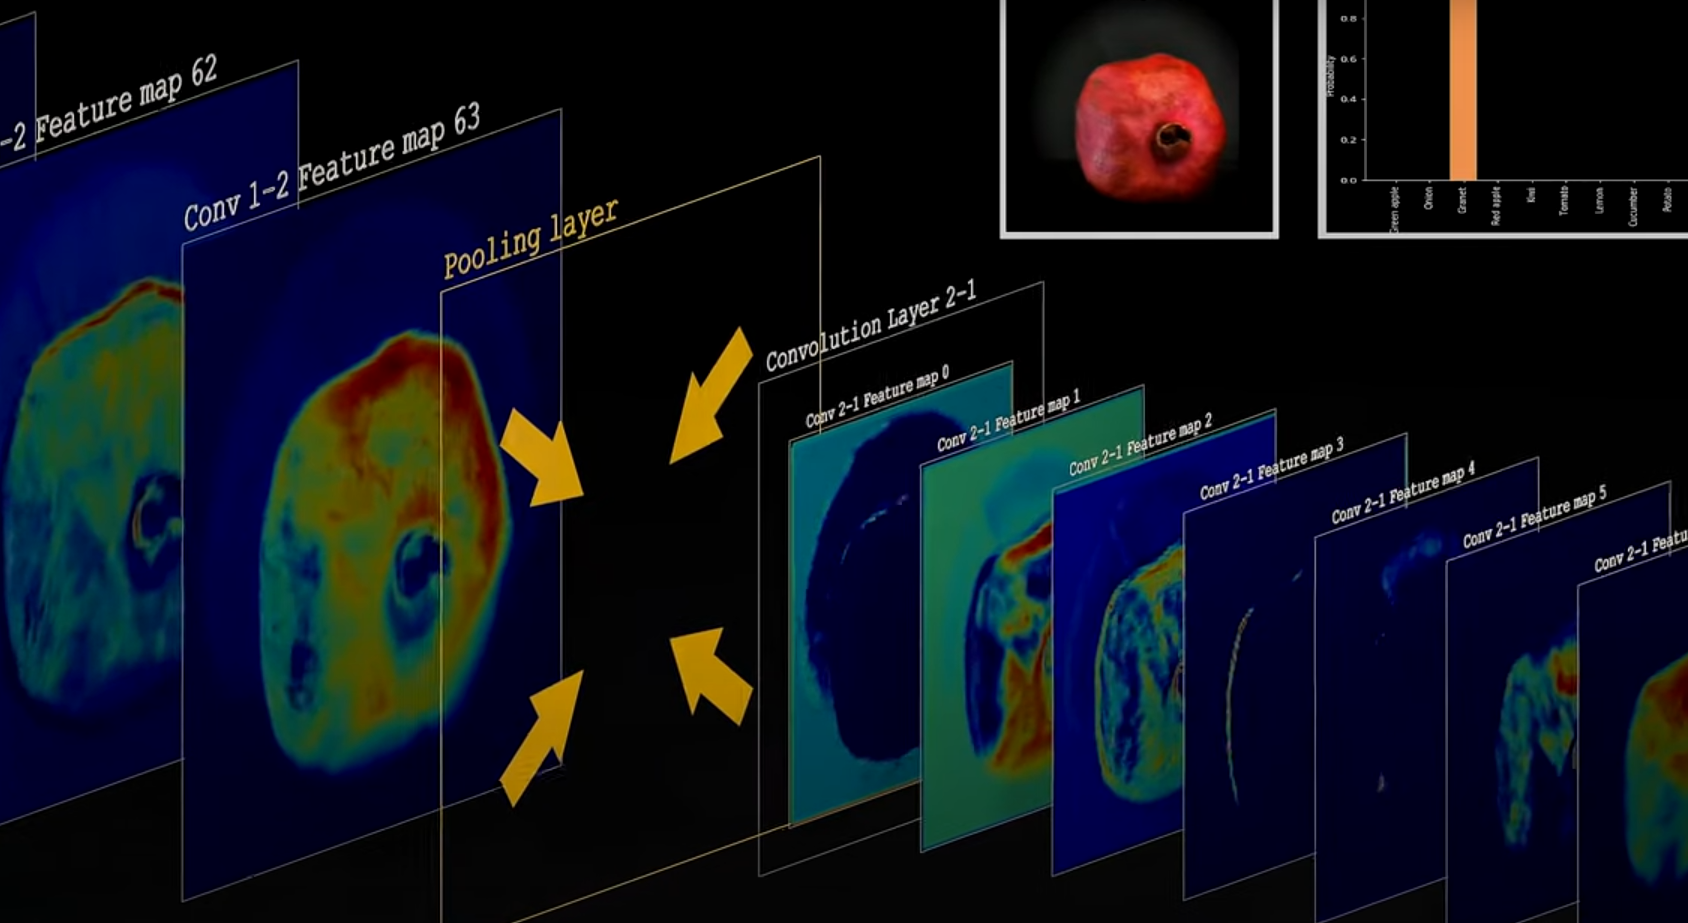 -2 Feature map 62
Conv 1-2 Feature map 63
Pooling layer
Convolution Layer 2-1
Conv 2-1 Feature map 0
Conv 2-1 Feature map 1
Conv 2-1 Feature map 2
Conv 2-1 Feature map 3
Conv 2-1 Feature map 4
Conv 2-1 Feature map 5
Conv 2-1 Featu
Probability
0.8
0.6
0.4
0.2
0.0
Green apple
Onion
Granet
Red apple
Kiwi
Tomato
Lemon
Cucumber
Potato